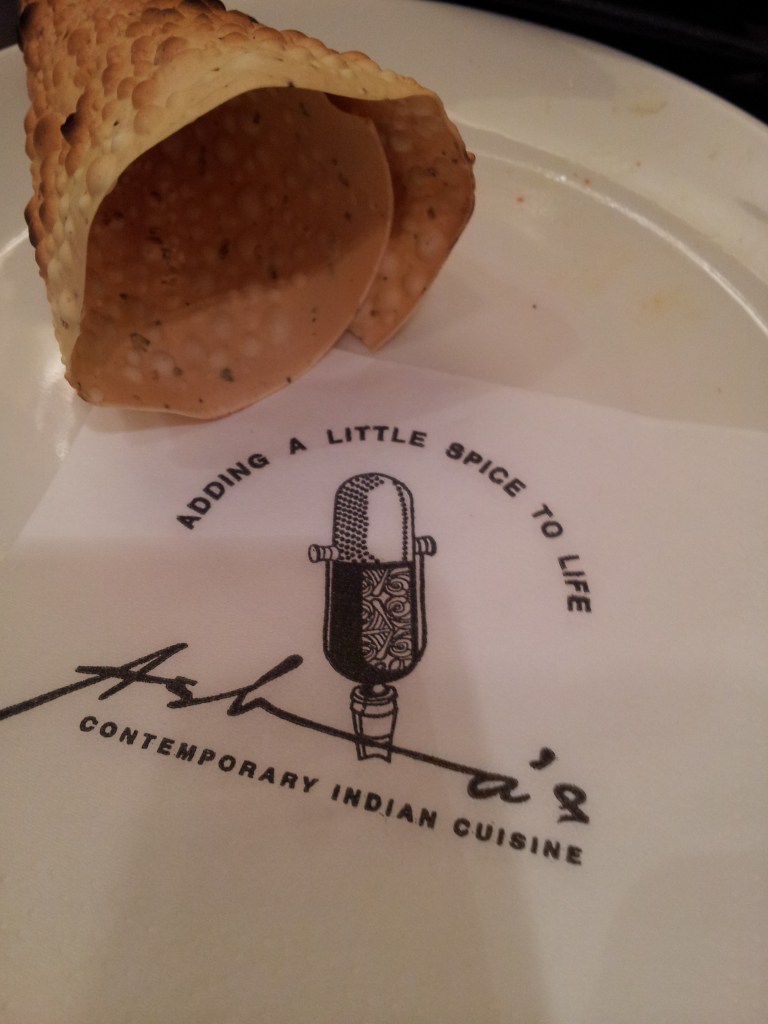 ADDING A LITTLE SPICE TO LIFE
Asha's
CONTEMPORARY INDIAN CUISINE